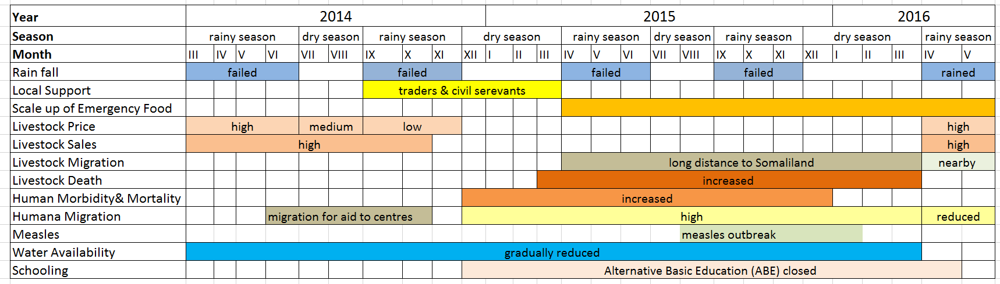 Year 2014 2015 2016
Season rainy season dry season rainy season dry season rainy season dry season rainy season dry season rainy season
Month III IV V VI VII VIII IX X XI XII I II III IV V VI VII VIII IX X XI XII I II III IV V
Rain fall failed failed failed failed rained
Local Support traders & civil serevants
Scale up of Emergency Food
Livestock Price high medium low high
Livestock Sales high high
Livestock Migration long distance to Somaliland nearby
Livestock Death increased
Human Morbidity& Mortality increased
Humana Migration migration for aid to centres high reduced
Measles measles outbreak
Water Availability gradually reduced
Schooling Alternative Basic Education (ABE) closed